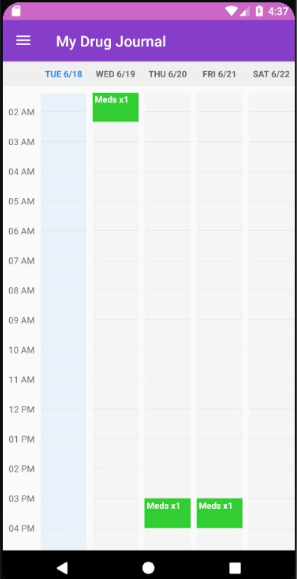 4:37
My Drug Journal
TUE 6/18 WED 6/19 THU 6/20 FRI 6/21 SAT 6/22
Meds x1
02 AM
03 AM
04 AM
05 AM
06 AM
07 AM
08 AM
09 AM
10 AM
11 AM
12 PM
01 PM
02 PM
03 PM
Meds x1 Meds x1
04 PM